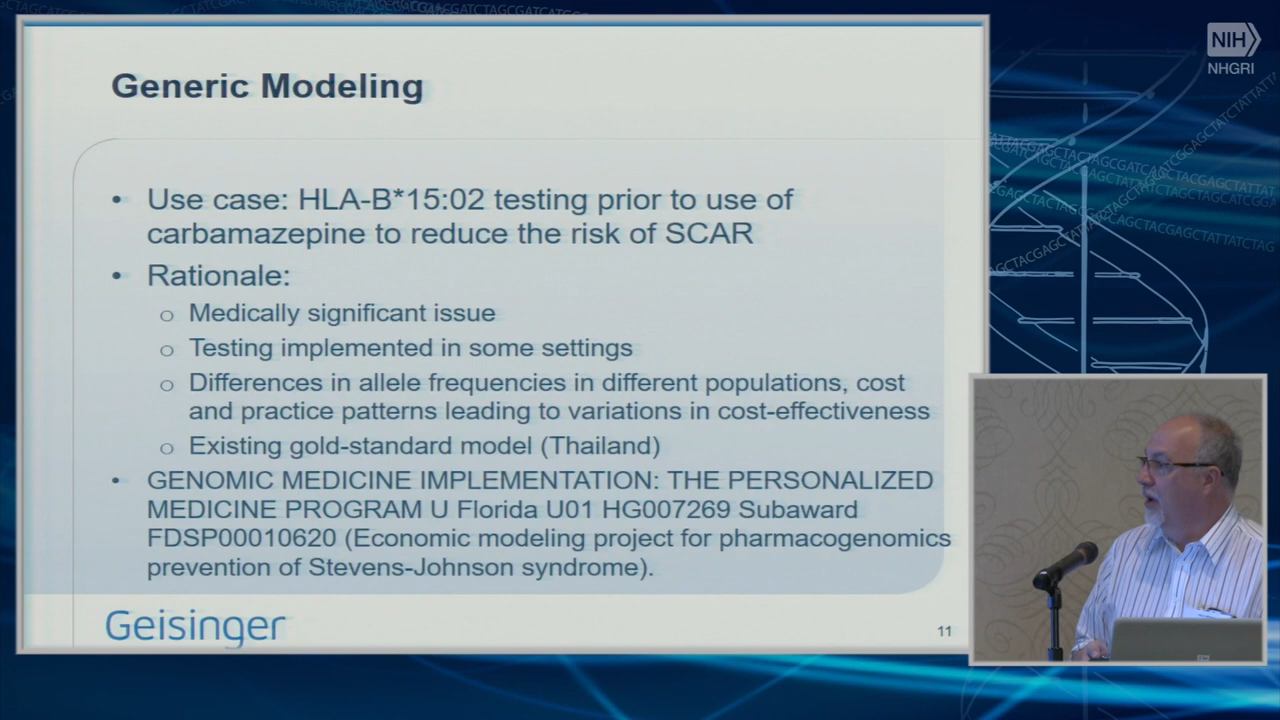 Generic Modeling
• Use case: HLA-B*15:02 testing prior to use of
carbamazepine to reduce the risk of SCAR
• Rationale:
o Medically significant issue
o Testing implemented in some settings
o Differences in allele frequencies in different populations, cost
and practice patterns leading to variations in cost-effectiveness
o Existing gold-standard model (Thailand)
• GENOMIC MEDICINE IMPLEMENTATION: THE PERSONALIZED
MEDICINE PROGRAM U Florida U01 HG007269 Subaward
FDSP00010620 (Economic modeling project for pharmacogenomics
prevention of Stevens-Johnson syndrome).
Geisinger
11
NIH
NHGRI